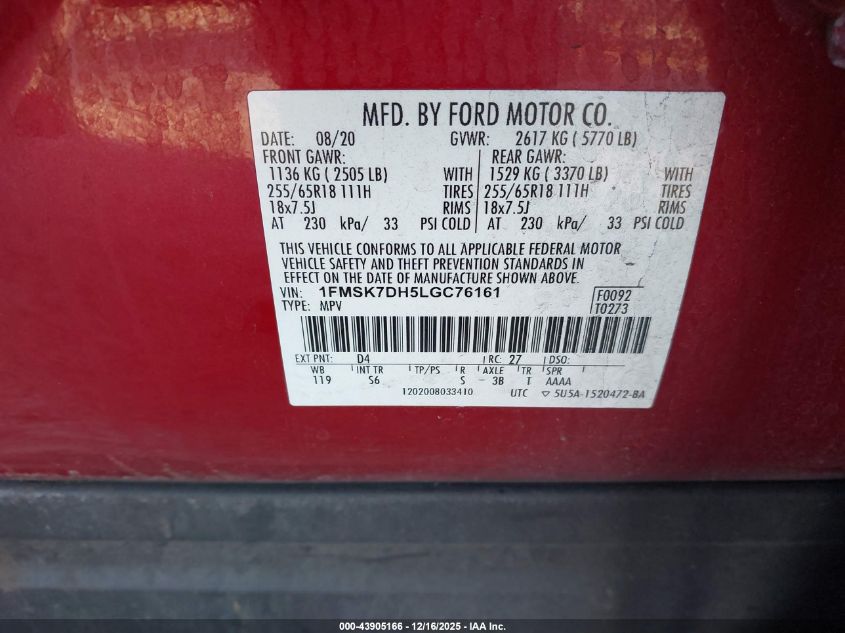 MFD. BY FORD MOTOR CO.
DATE: 08/20 GVWR: 2617 KG ( 5770 LB)
FRONT GAWR: REAR GAWR:
1136 KG ( 2505 LB) WITH 1529 KG ( 3370 LB) WITH
255/65R18 111H TIRES 255/65R18 111H TIRES
18x7.5J RIMS 18x7.5J RIMS
AT 230 kPa/ 33 PSI COLD AT 230 kPa/ 33 PSI COLD
THIS VEHICLE CONFORMS TO ALL APPLICABLE FEDERAL MOTOR
VEHICLE SAFETY AND THEFT PREVENTION STANDARDS IN
EFFECT ON THE DATE OF MANUFACTURE SHOWN ABOVE.
VIN: 1FMSK7DH5LGC76161 F0092
TYPE: MPV T0273
EXT PNT: D4 RC: 27 DSO:
WB INT TR TP/PS R AXLE TR SPR
119 S6 S 3B T AAAA
1202008033410 UTC ▽ 5U5A-1520472-BA
000-43905166 - 12/16/2025 - IAA Inc.